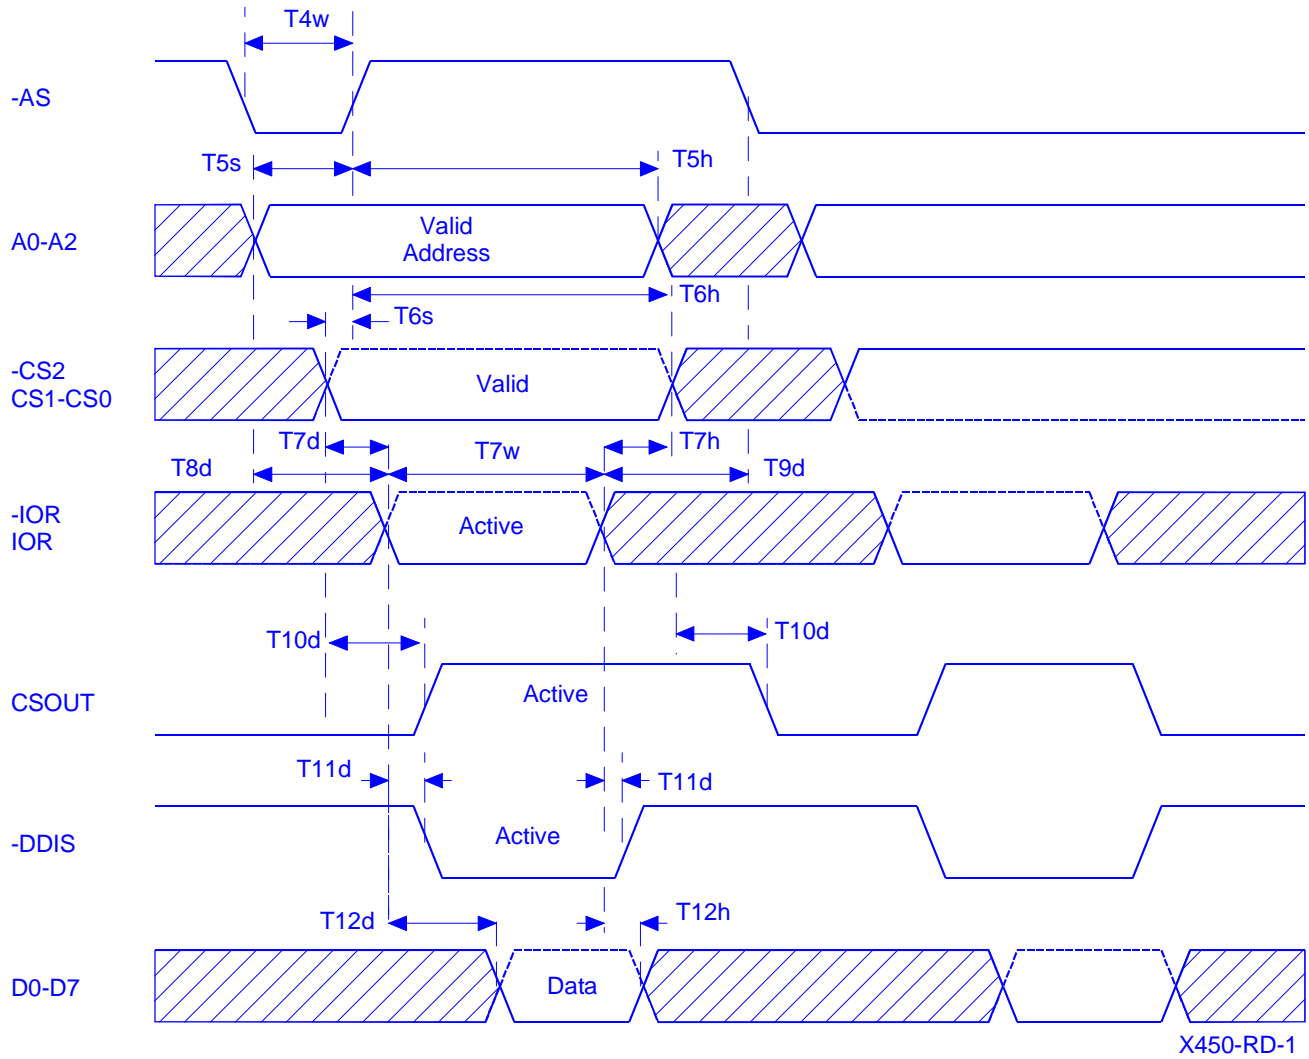 T4w
-AS
T5s
T5h
A0-A2
Valid
Address
T6h
T6s
-CS2
CS1-CS0
Valid
T7d
T7w
T7h
T8d
T9d
-IOR
IOR
Active
T10d
T10d
CSOUT
Active
T11d
T11d
-DDIS
Active
T12d
T12h
D0-D7
Data
X450-RD-1